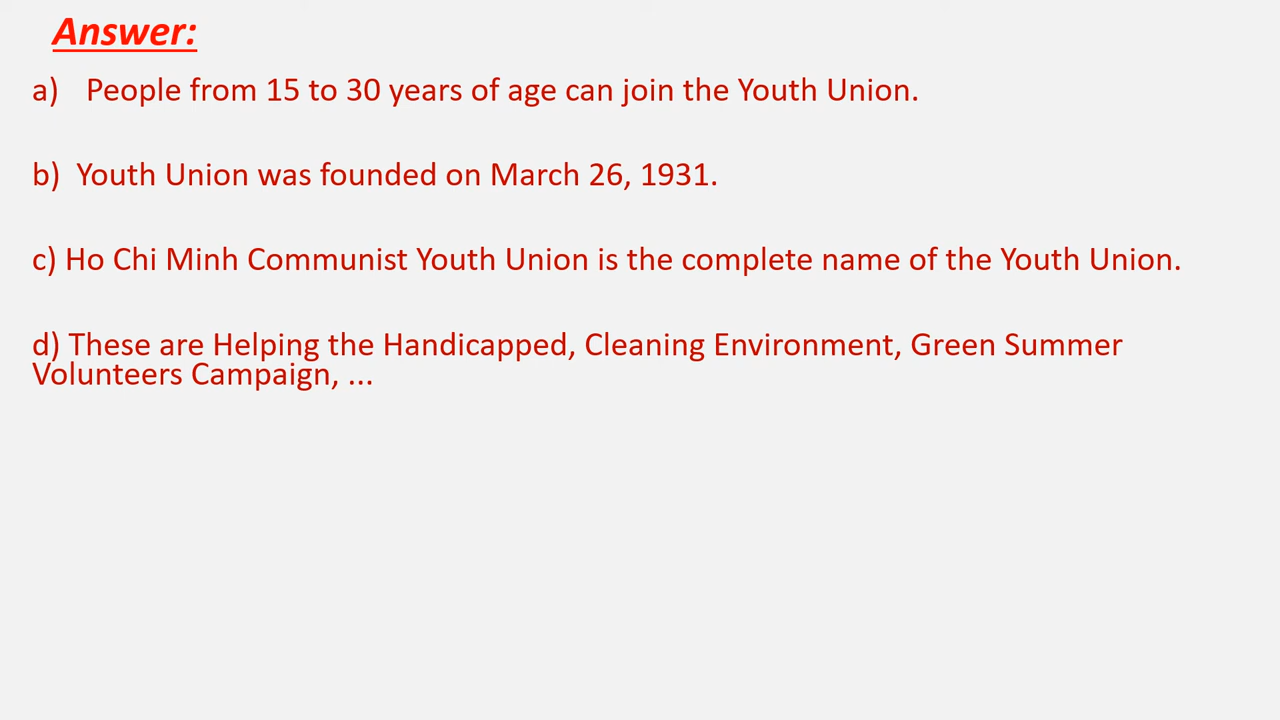 Answer:
a) People from 15 to 30 years of age can join the Youth Union.
b) Youth Union was founded on March 26, 1931.
c) Ho Chi Minh Communist Youth Union is the complete name of the Youth Union.
d) These are Helping the Handicapped, Cleaning Environment, Green Summer
Volunteers Campaign, ...